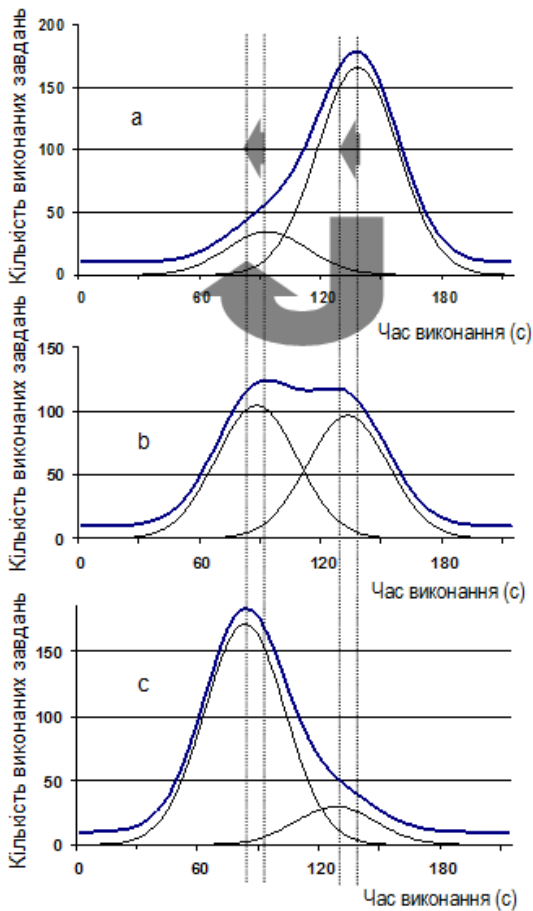 Кількість виконаних завдань
200
150
100
50
0
a
0 60 120 180
Час виконання (с)
Кількість виконаних завдань
150
100
50
0
b
0 60 120 180
Час виконання (с)
Кількість виконаних завдань
150
100
50
0
c
0 60 120 180
Час виконання (с)